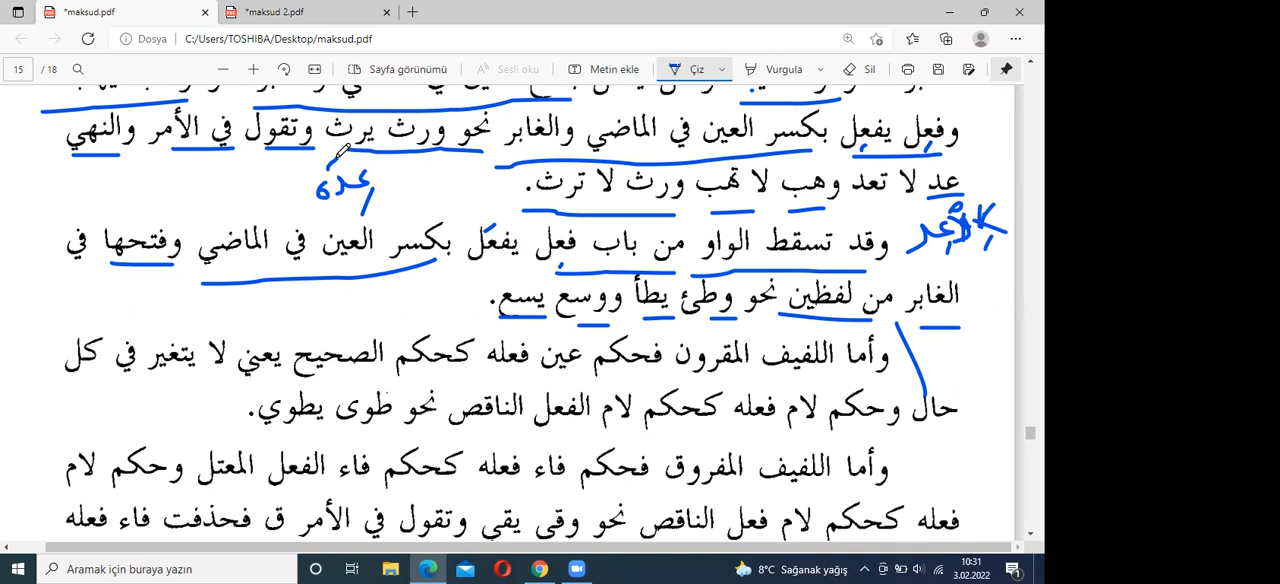 *maksud.pdf
*maksud 2.pdf
Dosya
C:/Users/TOSHIBA/Desktop/maksud.pdf
15 / 18
Sayfa görünümü
Sesli oku
Metin ekle
Çiz
Vurgula
Sil
وفعِل يفعِل بكسر العين في الماضي والغابر نحو ورث يرث وتقول في الأمر والنهي
عد لا تعد وهب لا تهب ورث لا ترث.
وقد تسقط الواو من باب فعِل يفعَل بكسر العين في الماضي وفتحها في
الغابر من لفظين نحو وطئ يطأ ووسع يسع.
وأما اللفيف المقرون فحكم عين فعله كحكم الصحيح يعني لا يتغير في كل
حال وحكم لام فعله كحكم لام الفعل الناقص نحو طوى يطوي.
وأما اللفيف المفروق فحكم فاء فعله كحكم فاء الفعل المعتل وحكم لام
فعله كحكم لام فعل الناقص نحو وقى يقي وتقول في الأمر ق فحذفت فاء فعله
Aramak için buraya yazın
8°C Sağanak yağış
10:31
3.02.2022